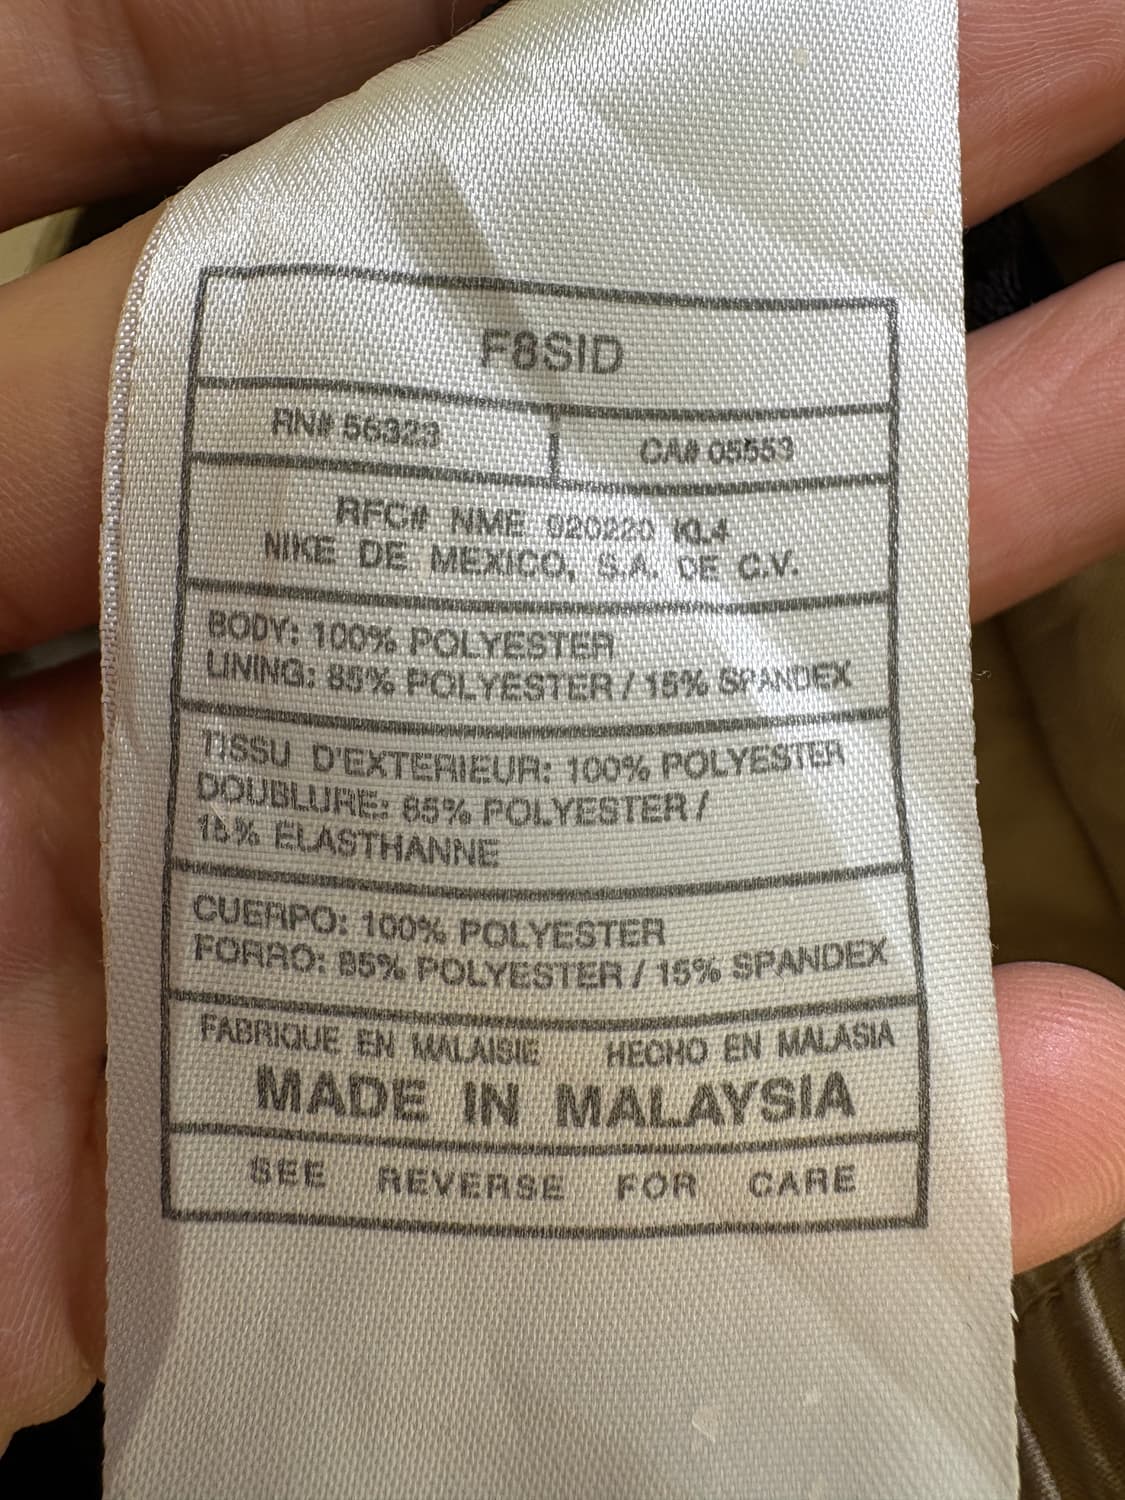 F8SID
RN# 56323 CA# 05553
RFC# NME 920220 KL4
NIKE DE MEXICO, S.A. DE C.V.
BODY: 100% POLYESTER
LINING: 85% POLYESTER / 15% SPANDEX
TISSU D'EXTERIEUR: 100% POLYESTER
DOUBLURE: 85% POLYESTER /
15% ELASTHANNE
CUERPO: 100% POLYESTER
FORRO: 85% POLYESTER / 15% SPANDEX
FABRIQUE EN MALAISIE HECHO EN MALASIA
MADE IN MALAYSIA
SEE REVERSE FOR CARE